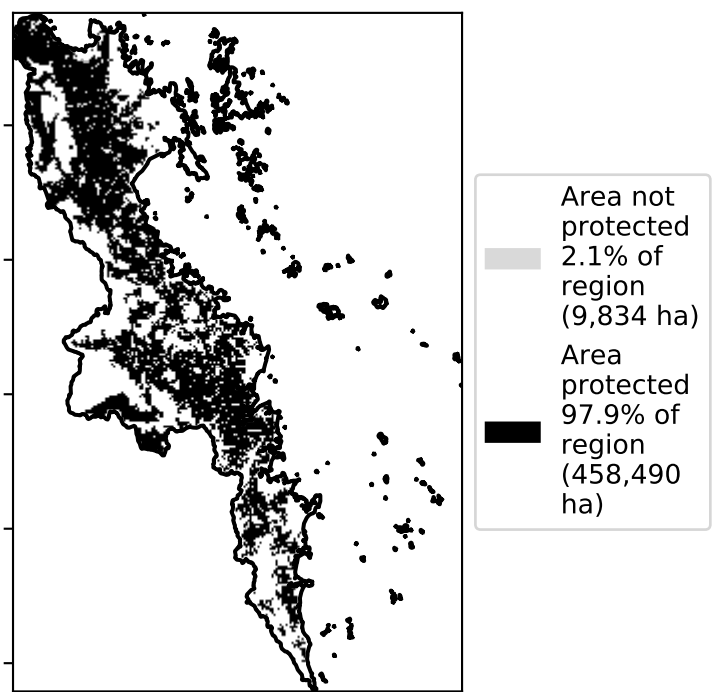 Area not
protected
2.1% of
region
(9,834 ha)
Area
protected
97.9% of
region
(458,490
ha)